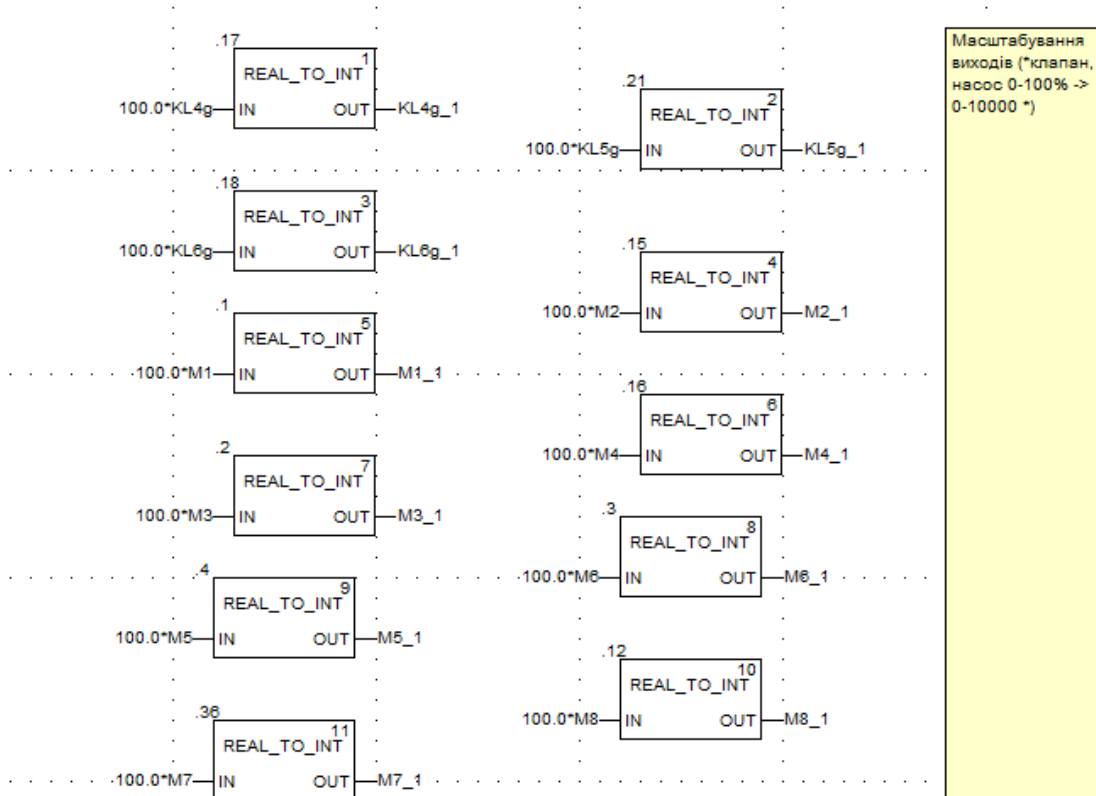 .17
1
REAL_TO_INT
100.0*KL4g IN OUT KL4g_1
.21
2
REAL_TO_INT
100.0*KL5g IN OUT KL5g_1
.18
3
REAL_TO_INT
100.0*KL6g IN OUT KL6g_1
.15
4
REAL_TO_INT
100.0*M2 IN OUT M2_1
.1
5
REAL_TO_INT
100.0*M1 IN OUT M1_1
.16
6
REAL_TO_INT
100.0*M4 IN OUT M4_1
.2
7
REAL_TO_INT
100.0*M3 IN OUT M3_1
.3
8
REAL_TO_INT
100.0*M6 IN OUT M6_1
.4
9
REAL_TO_INT
100.0*M5 IN OUT M5_1
.12
10
REAL_TO_INT
100.0*M8 IN OUT M8_1
.36
11
REAL_TO_INT
100.0*M7 IN OUT M7_1
Масштабування
виходів (*клапан,
насос 0-100% ->
0-10000 *)